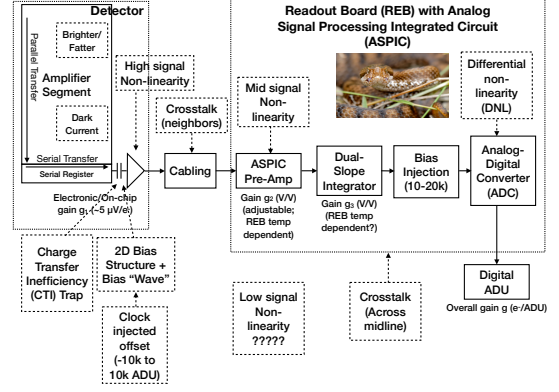 Detector
Readout Board (REB) with Analog
Signal Processing Integrated Circuit
(ASPIC)
Parallel Transfer
Brighter/
Fatter
Amplifier
Segment
Dark
Current
Serial Transfer
Serial Register
High signal
Non-linearity
Crosstalk
(neighbors)
Cabling
Mid signal
Non-
linearity
Differential
non-
linearity
(DNL)
ASPIC
Pre-Amp
Dual-
Slope
Integrator
Bias
Injection
(10-20k)
Analog-
Digital
Converter
(ADC)
Electronic/On-chip
gain g₁ (~5 μV/e-)
Gain g₂ (V/V)
(adjustable;
REB temp
dependent)
Gain g₃ (V/V)
(REB temp
dependent?)
Charge
Transfer
Inefficiency
(CTI) Trap
2D Bias
Structure +
Bias “Wave”
Clock
injected
offset
(-10k to
10k ADU)
Low signal
Non-
linearity
?????
Crosstalk
(Across
midline)
Digital
ADU
Overall gain g (e-/ADU)